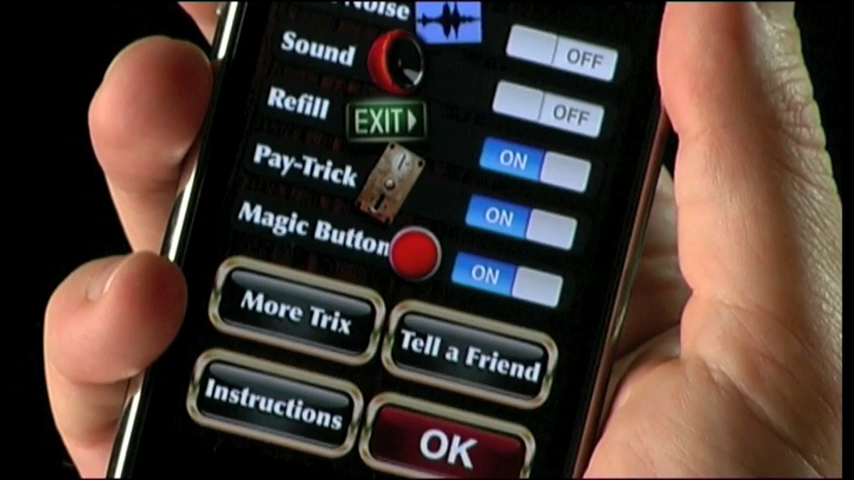 Noise
OFF
Sound
OFF
Refill
EXIT
ON
Pay-Trick
ON
Magic Button
ON
More Trix
Tell a Friend
Instructions
OK